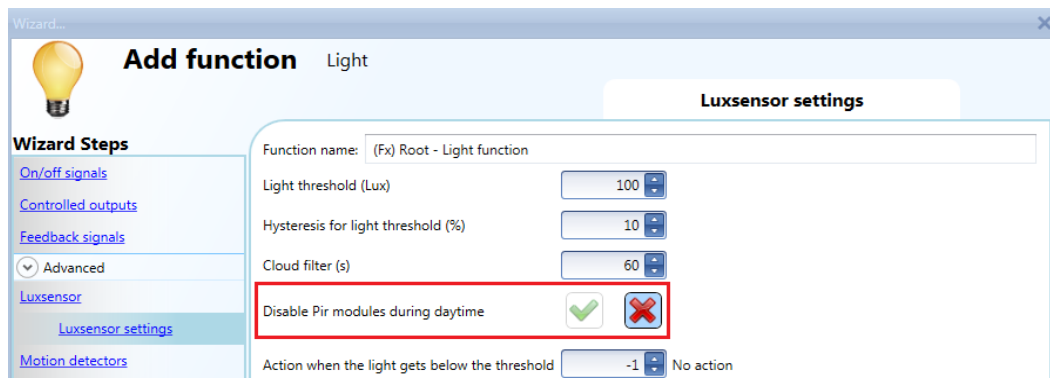 Wizard...
Add function Light
Luxsensor settings
Wizard Steps
On/off signals
Controlled outputs
Feedback signals
Advanced
Luxsensor
Luxsensor settings
Motion detectors
Function name: (Fx) Root - Light function
Light threshold (Lux) 100
Hysteresis for light threshold (%) 10
Cloud filter (s) 60
Disable Pir modules during daytime
Action when the light gets below the threshold -1 No action